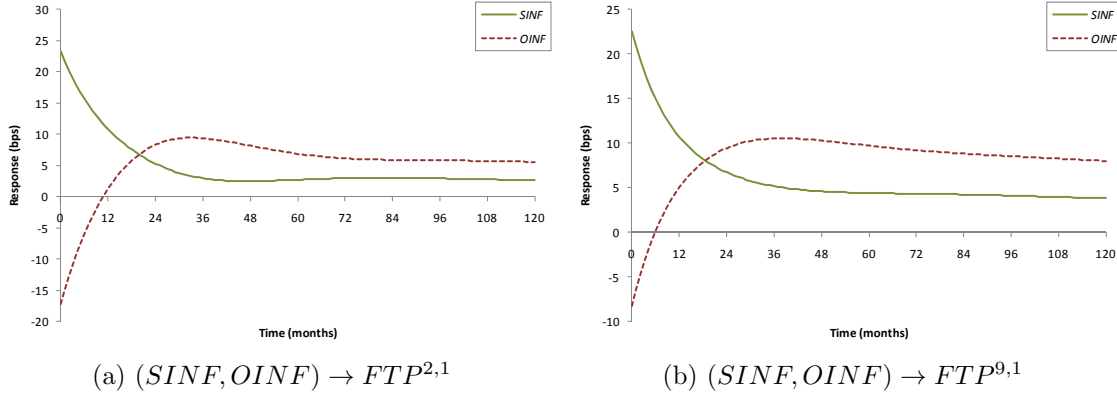 30
25
20
15
10
5
0
-5
-10
-15
-20
0 12 24 36 48 60 72 84 96 108 120
Response (bps)
Time (months)
SINF
OINF
(a) (SINF, OINF) → FTP^{2,1}
25
20
15
10
5
0
-5
-10
0 12 24 36 48 60 72 84 96 108 120
Response (bps)
Time (months)
SINF
OINF
(b) (SINF, OINF) → FTP^{9,1}